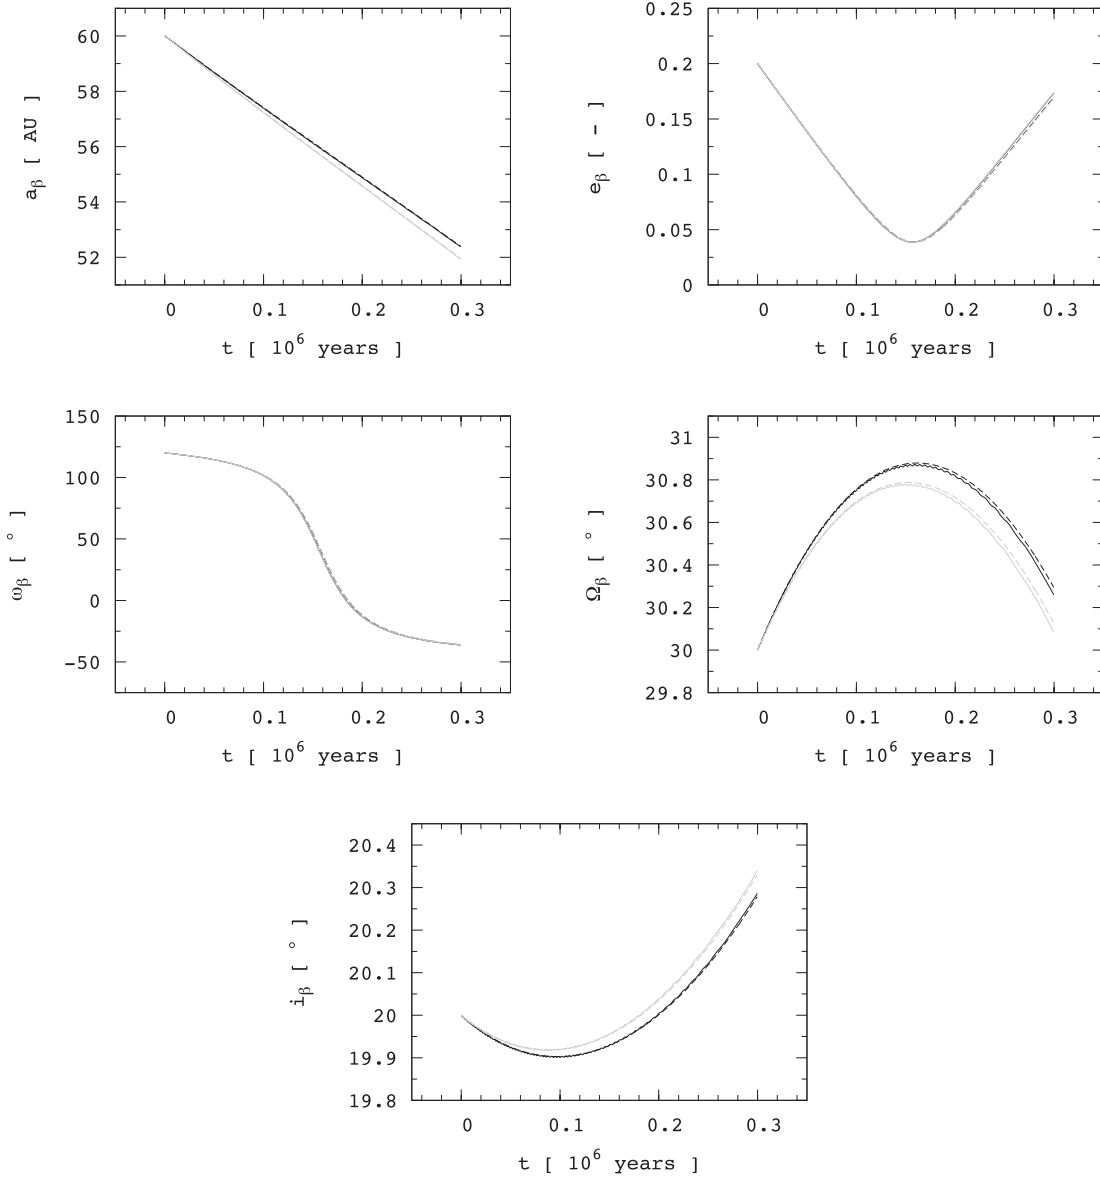 60
58
56
54
52
a_β [ AU ]
0 0.1 0.2 0.3
t [ 10^6 years ]
0.25
0.2
0.15
0.1
0.05
0
e_β [ - ]
0 0.1 0.2 0.3
t [ 10^6 years ]
150
100
50
0
-50
ω_β [ ° ]
0 0.1 0.2 0.3
t [ 10^6 years ]
31
30.8
30.6
30.4
30.2
30
29.8
Ω_β [ ° ]
0 0.1 0.2 0.3
t [ 10^6 years ]
20.4
20.3
20.2
20.1
20
19.9
19.8
i_β [ ° ]
0 0.1 0.2 0.3
t [ 10^6 years ]